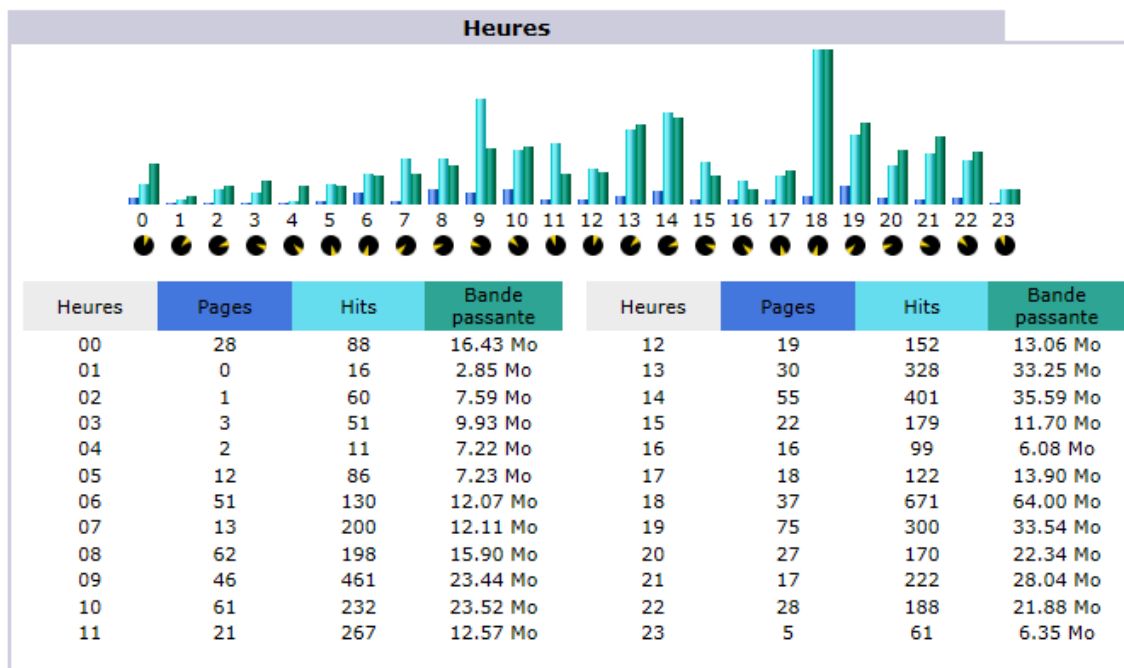 Heures
0 1 2 3 4 5 6 7 8 9 10 11 12 13 14 15 16 17 18 19 20 21 22 23
Heures Pages Hits Bande passante Heures Pages Hits Bande passante
00 28 88 16.43 Mo 12 19 152 13.06 Mo
01 0 16 2.85 Mo 13 30 328 33.25 Mo
02 1 60 7.59 Mo 14 55 401 35.59 Mo
03 3 51 9.93 Mo 15 22 179 11.70 Mo
04 2 11 7.22 Mo 16 16 99 6.08 Mo
05 12 86 7.23 Mo 17 18 122 13.90 Mo
06 51 130 12.07 Mo 18 37 671 64.00 Mo
07 13 200 12.11 Mo 19 75 300 33.54 Mo
08 62 198 15.90 Mo 20 27 170 22.34 Mo
09 46 461 23.44 Mo 21 17 222 28.04 Mo
10 61 232 23.52 Mo 22 28 188 21.88 Mo
11 21 267 12.57 Mo 23 5 61 6.35 Mo